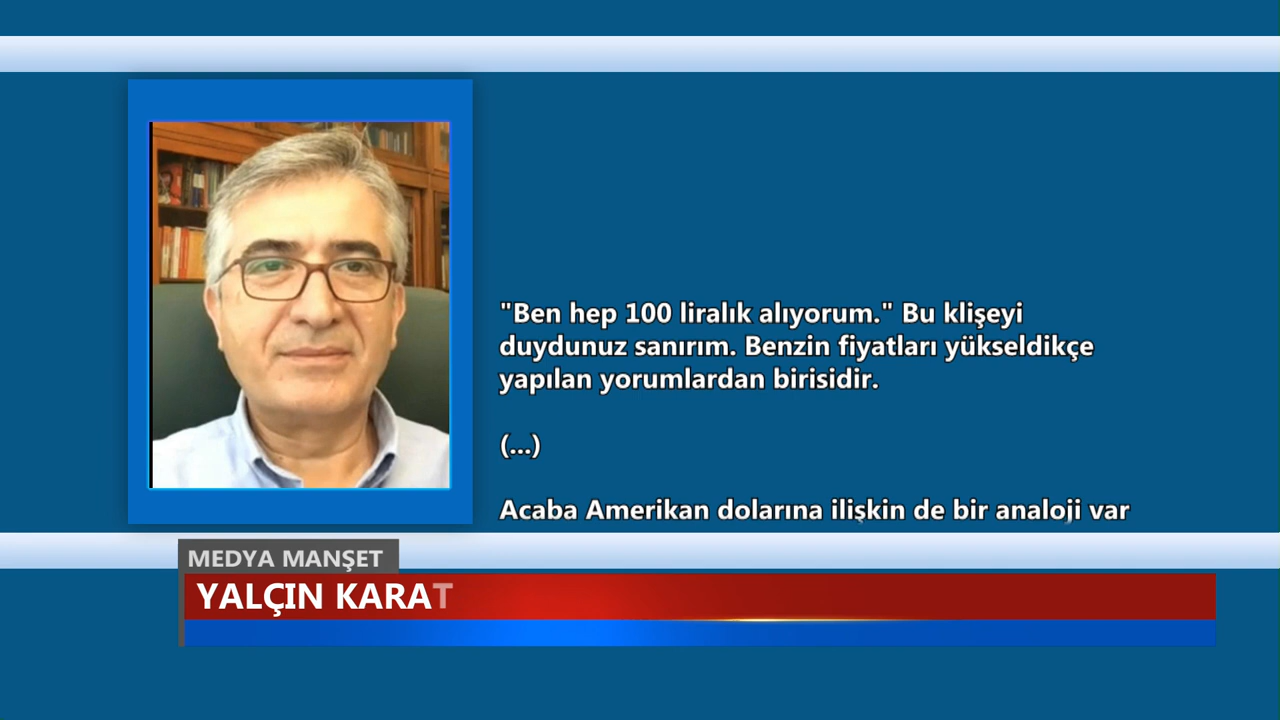 "Ben hep 100 liralık alıyorum." Bu klişeyi
duydunuz sanırım. Benzin fiyatları yükseldikçe
yapılan yorumlardan birisidir.
(...)
Acaba Amerikan dolarına ilişkin de bir analoji var
MEDYA MANŞET
YALÇIN KARAT